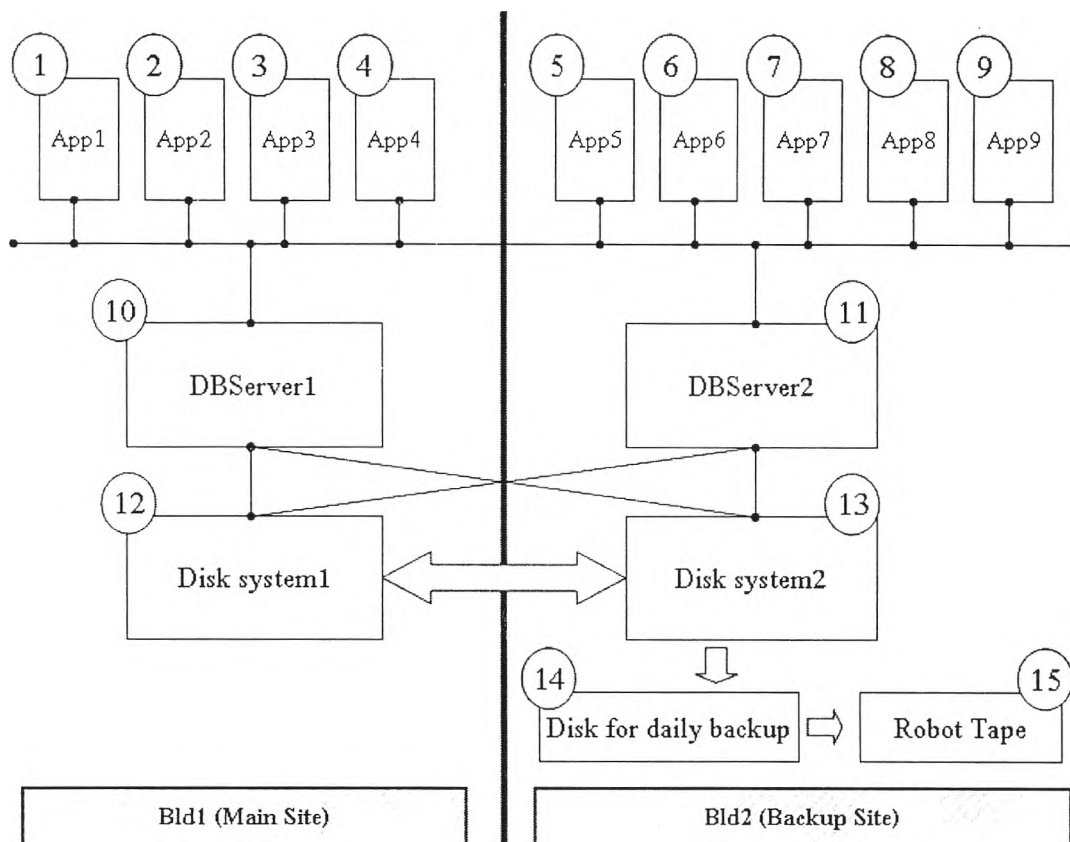 1
2
3
4
5
6
7
8
9
App1
App2
App3
App4
App5
App6
App7
App8
App9
10
11
DBServer1
DBServer2
12
13
Disk system1
Disk system2
14
15
Disk for daily backup
Robot Tape
Bld1 (Main Site)
Bld2 (Backup Site)